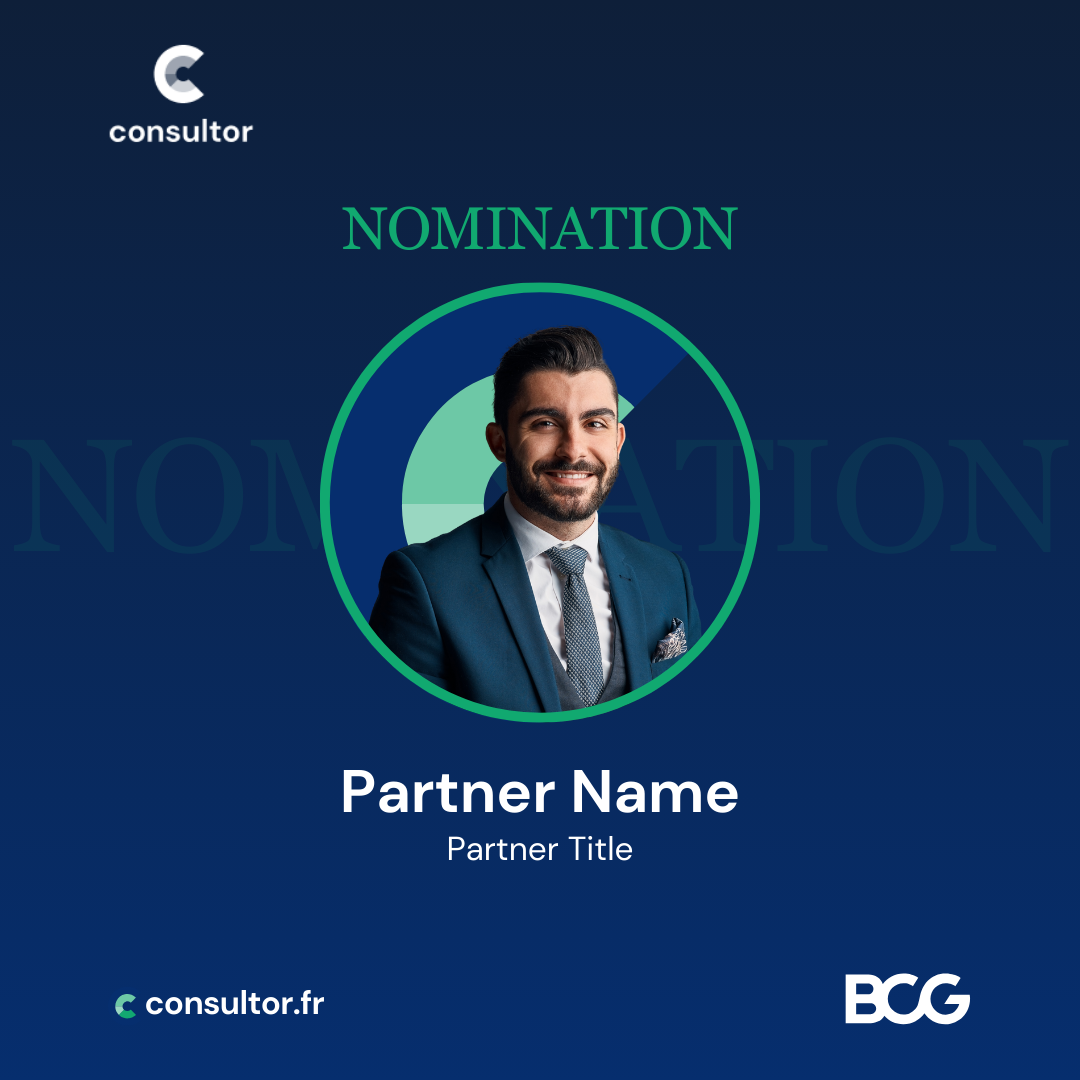 consultor
NOMINATION
NOMINATION
Partner Name
Partner Title
consultor.fr
BCG